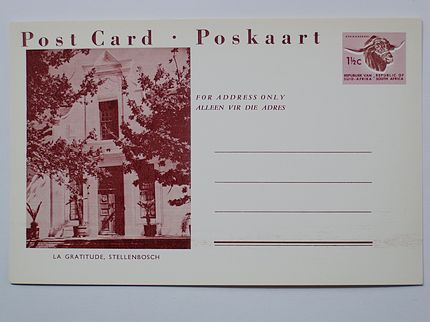 Post Card · Poskaart
1½C
REPUBLIEK VAN REPUBLIC OF
SUID-AFRIKA SOUTH AFRICA
FOR ADDRESS ONLY
ALLEEN VIR DIE ADRES
LA GRATITUDE, STELLENBOSCH